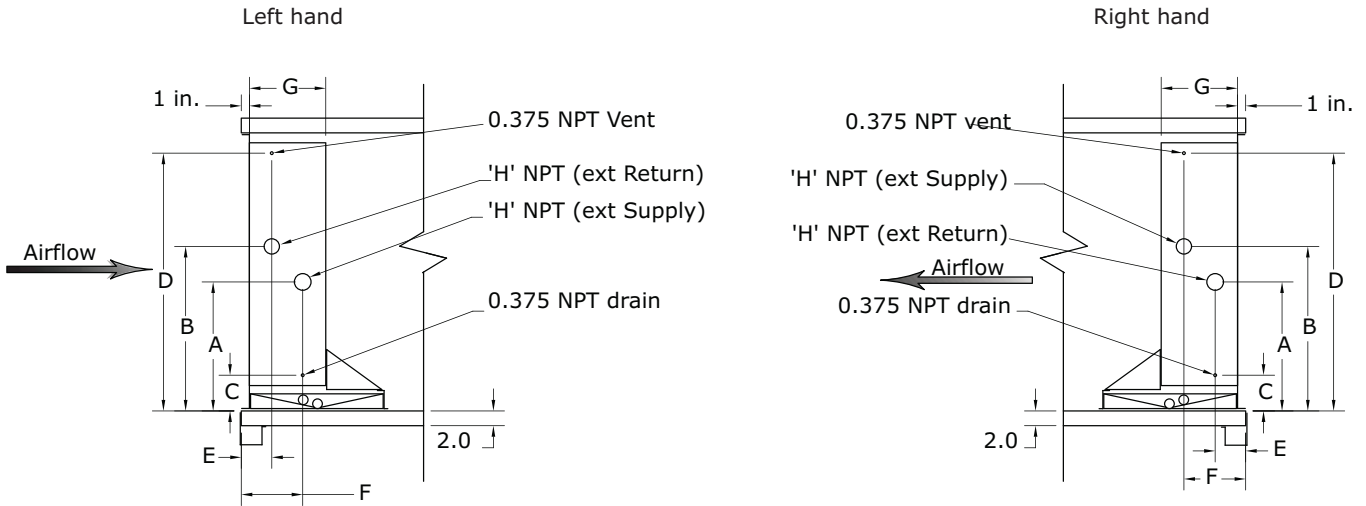 Left hand
G
1 in.
0.375 NPT Vent
'H' NPT (ext Return)
'H' NPT (ext Supply)
Airflow
D
B
A
0.375 NPT drain
C
2.0
E
F
Right hand
G
1 in.
0.375 NPT vent
'H' NPT (ext Supply)
'H' NPT (ext Return)
Airflow
D
B
A
0.375 NPT drain
C
2.0
E
F